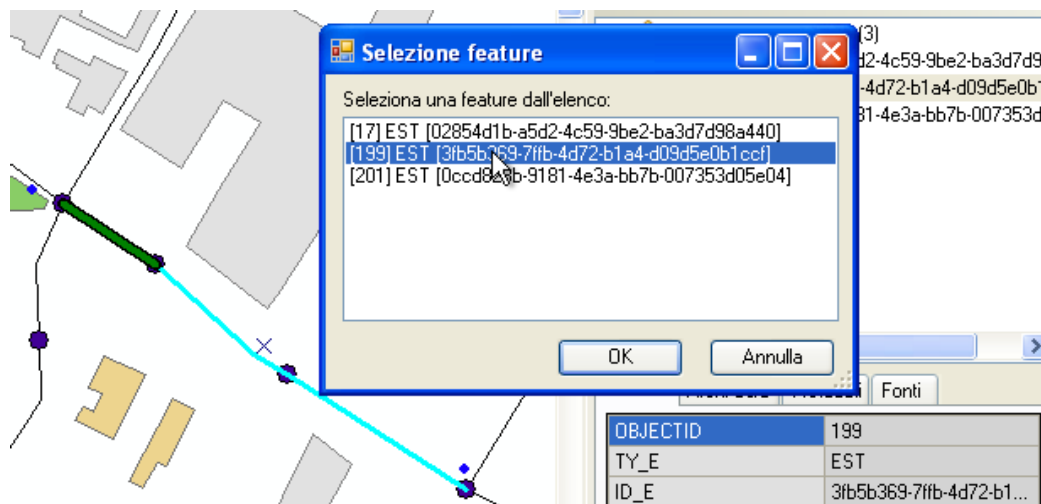 Selezione feature
Seleziona una feature dall'elenco:
[17] EST [02854d1b-a5d2-4c59-9be2-ba3d7d98a440]
[199] EST [3fb5b369-7ffb-4d72-b1a4-d09d5e0b1ccf]
[201] EST [0ccd8 -9181-4e3a-bb7b-007353d05e04]
OK
Annulla
(3)
d2-4c59-9be2-ba3d7d9
-4d72-b1a4-d09d5e0b1
81-4e3a-bb7b-007353d
Fonti
OBJECTID 199
TY_E EST
ID_E 3fb5b369-7ffb-4d72-b1...